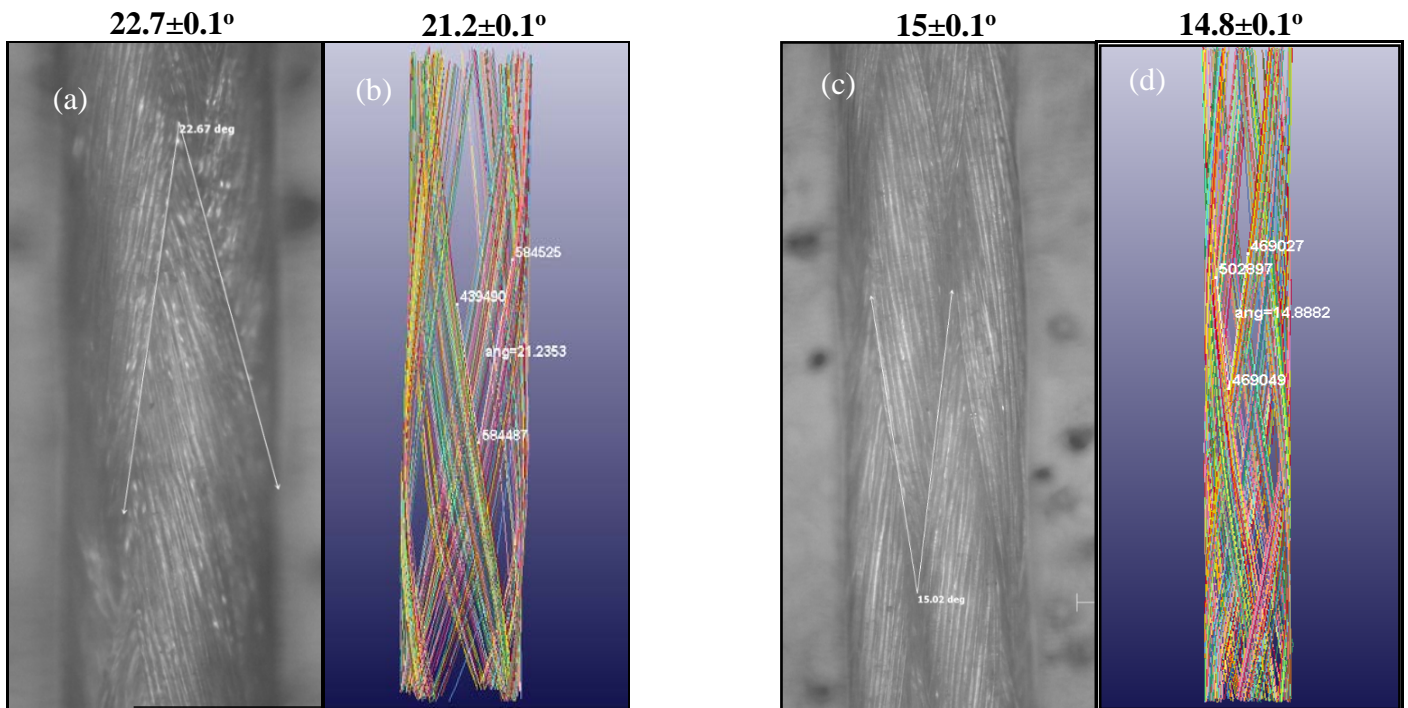 22.7±0.1º
21.2±0.1º
15±0.1º
14.8±0.1º
(a)
22.67 deg
(b)
584525
439490
ang=21.2353
584487
(c)
15.02 deg
(d)
469027
502897
ang=14.8882
469049